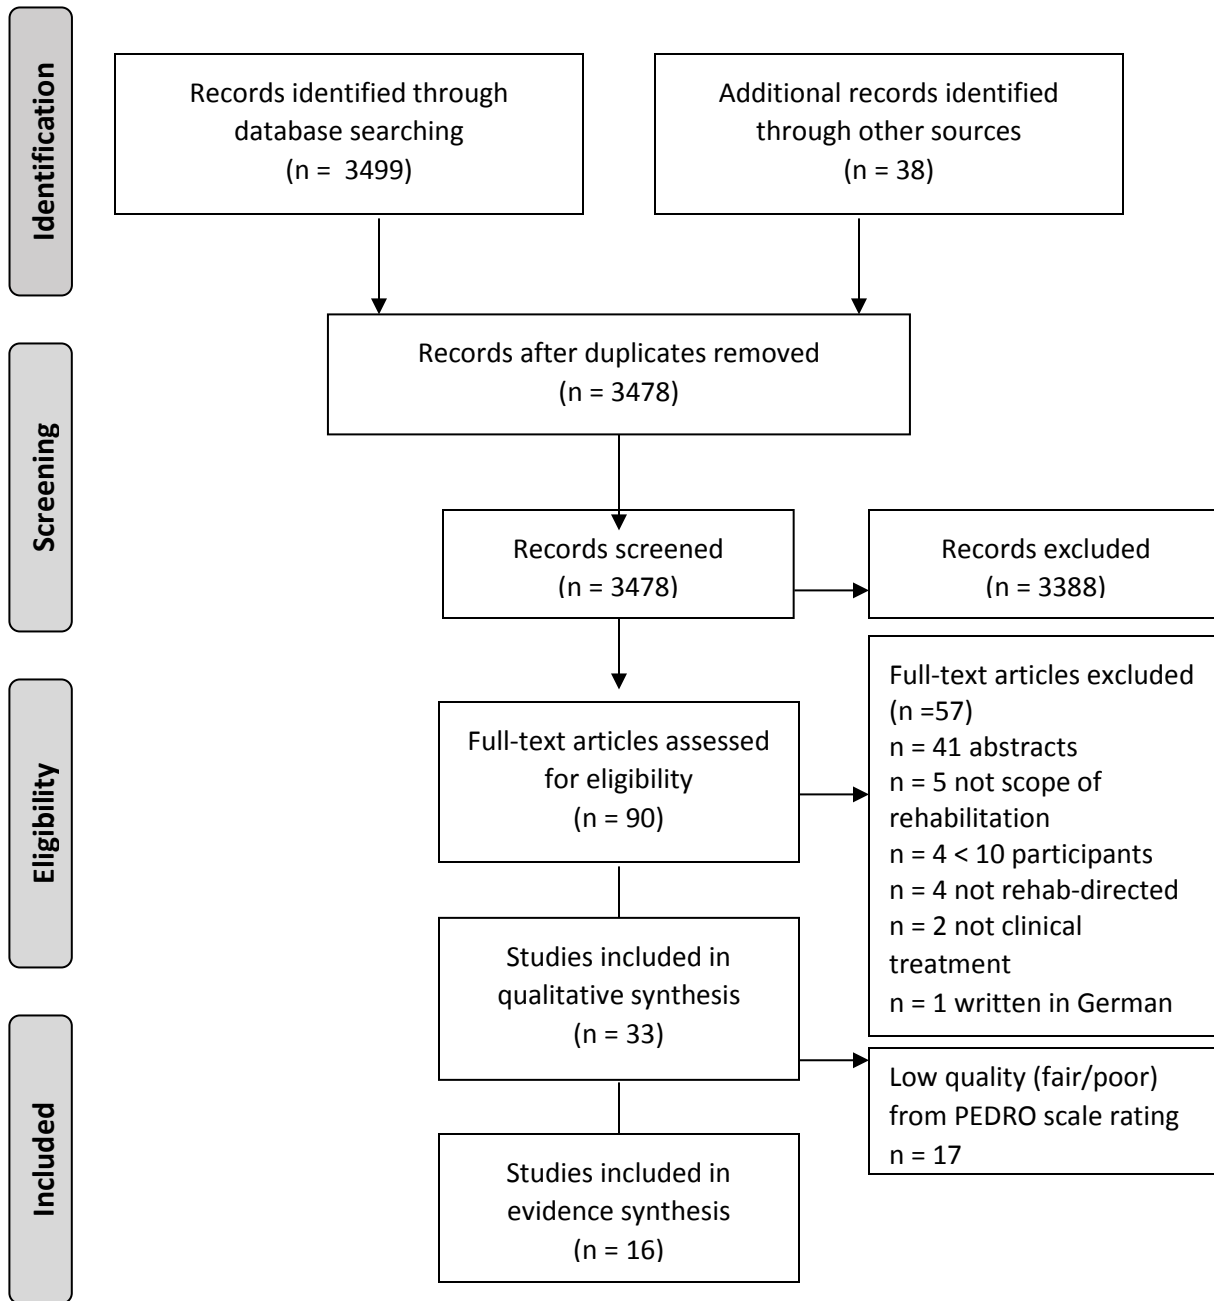 Identification
Records identified through
database searching
(n =  3499)
Additional records identified
through other sources
(n = 38)
Screening
Records after duplicates removed
(n = 3478)
Records screened
(n = 3478)
Records excluded
(n = 3388)
Eligibility
Full-text articles assessed
for eligibility
(n = 90)
Full-text articles excluded
(n =57)
n = 41 abstracts
n = 5 not scope of
rehabilitation
n = 4 < 10 participants
n = 4 not rehab-directed
n = 2 not clinical
treatment
n = 1 written in German
Studies included in
qualitative synthesis
(n = 33)
Included
Low quality (fair/poor)
from PEDRO scale rating
n = 17
Studies included in
evidence synthesis
(n = 16)